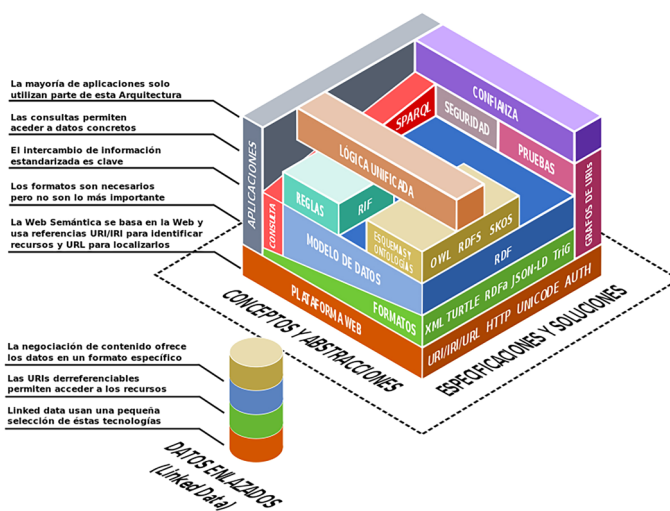 La mayoría de aplicaciones solo
utilizan parte de esta Arquitectura
Las consultas permiten
aceder a datos concretos
El intercambio de información
estandarizada es clave
Los formatos son necesarios
pero no son lo más importante
La Web Semántica se basa en la Web y
usa referencias URI/IRI para identificar
recursos y URL para localizarlos
APLICACIONES
CONFIANZA
SPARQL
SEGURIDAD
PRUEBAS
LÓGICA UNIFICADA
GRAFOS DE URIs
REGLAS
RIF
CONSULTA
MODELO DE DATOS
ESQUEMAS Y
ONTOLOGÍAS
OWL RDFS SKOS
RDF
FORMATOS
XML TURTLE RDFa JSON-LD TriG
PLATAFORMA WEB
URI/IRI/URL HTTP UNICODE AUTH
CONCEPTOS Y ABSTRACCIONES
ESPECIFICACIONES Y SOLUCIONES
La negociación de contenido ofrece
los datos en un formato específico
Las URIs derreferenciables
permiten acceder a los recursos
Linked data usan una pequeña
selección de éstas tecnologías
DATOS ENLAZADOS
(Linked Data)